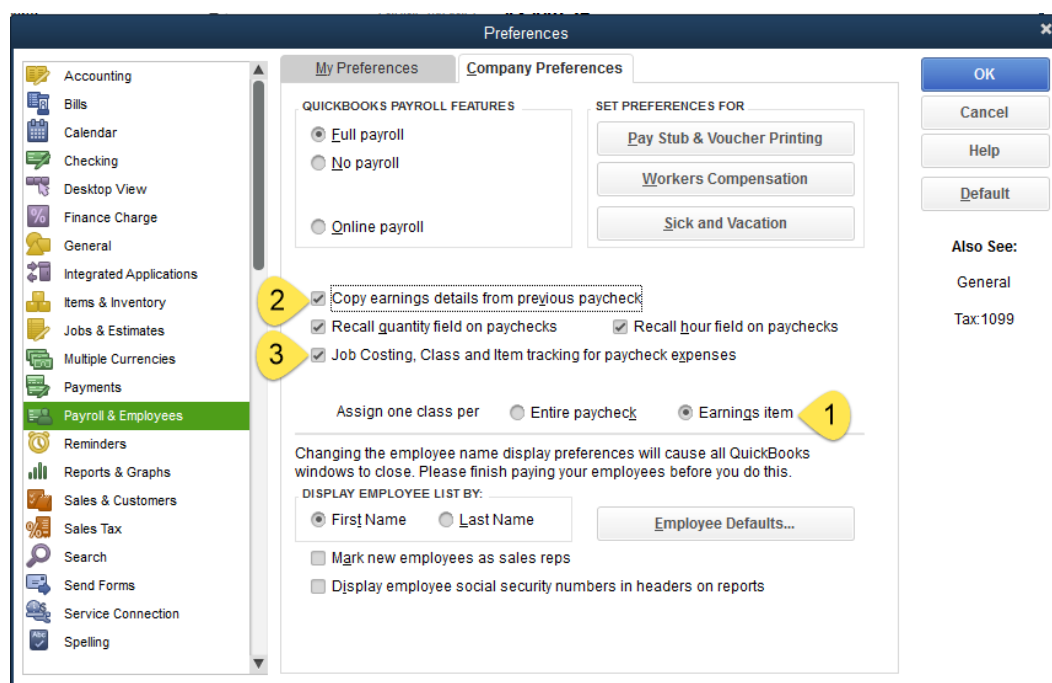 Preferences
Accounting
Bills
Calendar
Checking
Desktop View
Finance Charge
General
Integrated Applications
Items & Inventory
Jobs & Estimates
Multiple Currencies
Payments
Payroll & Employees
Reminders
Reports & Graphs
Sales & Customers
Sales Tax
Search
Send Forms
Service Connection
Abc
Spelling
My Preferences
Company Preferences
QUICKBOOKS PAYROLL FEATURES
Full payroll
No payroll
Online payroll
SET PREFERENCES FOR
Pay Stub & Voucher Printing
Workers Compensation
Sick and Vacation
2
Copy earnings details from previous paycheck
Recall quantity field on paychecks
Recall hour field on paychecks
3
Job Costing, Class and Item tracking for paycheck expenses
Assign one class per
Entire paycheck
Earnings item
1
Changing the employee name display preferences will cause all QuickBooks
windows to close. Please finish paying your employees before you do this.
DISPLAY EMPLOYEE LIST BY:
First Name
Last Name
Employee Defaults...
Mark new employees as sales reps
Display employee social security numbers in headers on reports
OK
Cancel
Help
Default
Also See:
General
Tax:1099